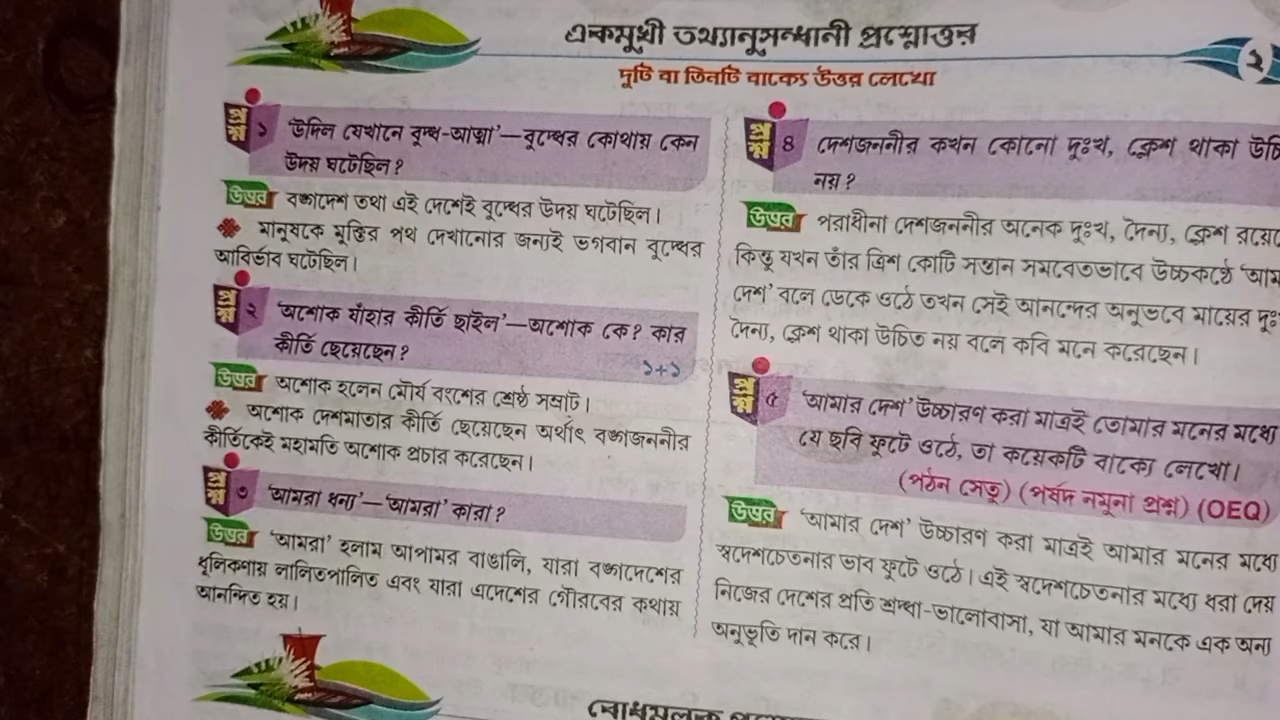 একমুখী তথ্যানুসন্ধানী প্রশ্নোত্তর
২
দুটি বা তিনটি বাক্যে উত্তর লেখো
প্রশ্ন ১ ‘উদিল যেখানে বুদ্ধ-আত্মা’—বুদ্ধের কোথায় কেন
উদয় ঘটেছিল?
উত্তর বঙ্গদেশ তথা এই দেশেই বুদ্ধের উদয় ঘটেছিল।
মানুষকে মুক্তির পথ দেখানোর জন্যই ভগবান বুদ্ধের
আবির্ভাব ঘটেছিল।
প্রশ্ন ২ ‘অশোক যাঁহার কীর্তি ছাইল’—অশোক কে? কার
কীর্তি ছেয়েছেন?
১+১
উত্তর অশোক হলেন মৌর্য বংশের শ্রেষ্ঠ সম্রাট।
অশোক দেশমাতার কীর্তি ছেয়েছেন অর্থাৎ বঙ্গজননীর
কীর্তিকেই মহামতি অশোক প্রচার করেছেন।
প্রশ্ন ৩ ‘আমরা ধন্য’—‘আমরা’ কারা?
উত্তর ‘আমরা’ হলাম আপামর বাঙালি, যারা বঙ্গদেশের
ধূলিকণায় লালিতপালিত এবং যারা এদেশের গৌরবের কথায়
আনন্দিত হয়।
প্রশ্ন ৪ দেশজননীর কখন কোনো দুঃখ, ক্লেশ থাকা
নয়?
উত্তর পরাধীনা দেশজননীর অনেক দুঃখ, দৈন্য, ক্লেশ
কিন্তু যখন তাঁর ত্রিশ কোটি সন্তান সমবেতভাবে উচ্চকণ্ঠে
দেশ’ বলে ডেকে ওঠে তখন সেই আনন্দের অনুভবে মায়ের
দৈন্য, ক্লেশ থাকা উচিত নয় বলে কবি মনে করেছেন।
প্রশ্ন ৫ ‘আমার দেশ’ উচ্চারণ করা মাত্রই তোমার মনের মধ্যে
যে ছবি ফুটে ওঠে, তা কয়েকটি বাক্যে লেখো।
(পঠন সেতু) (পর্ষদ নমুনা প্রশ্ন) (OEQ)
উত্তর ‘আমার দেশ’ উচ্চারণ করা মাত্রই আমার মনের মধ্যে
স্বদেশচেতনার ভাব ফুটে ওঠে। এই স্বদেশচেতনার মধ্যে ধরা দেয়
নিজের দেশের প্রতি শ্রদ্ধা-ভালোবাসা, যা আমার মনকে এক অন্য
অনুভূতি দান করে।